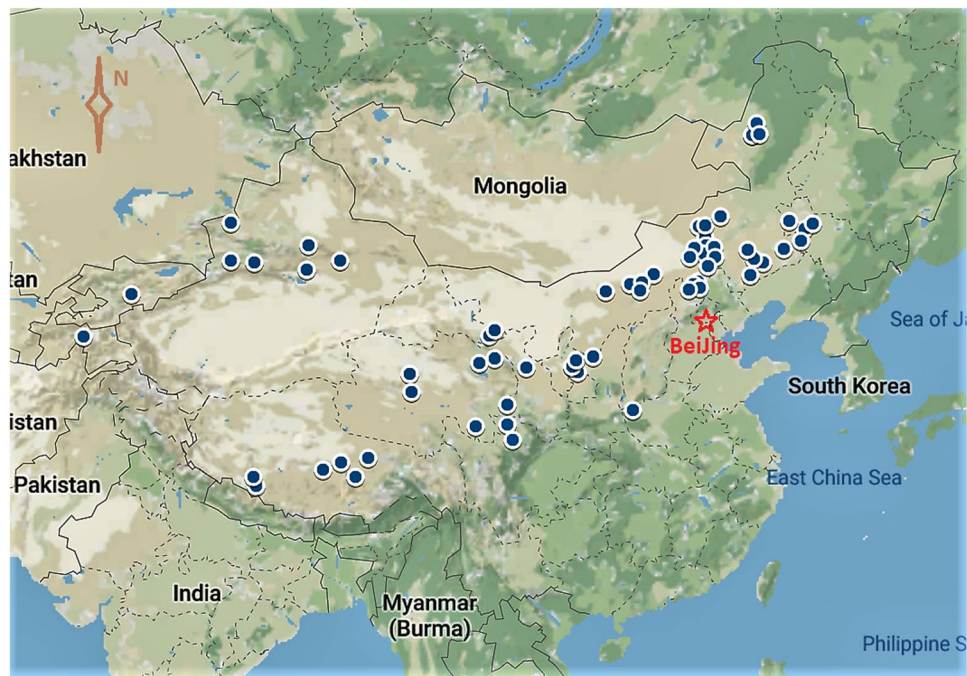 N
akhstan
Mongolia
tan
Sea of Ja
BeiJing
South Korea
istan
East China Sea
Pakistan
India
Myanmar
(Burma)
Philippine S